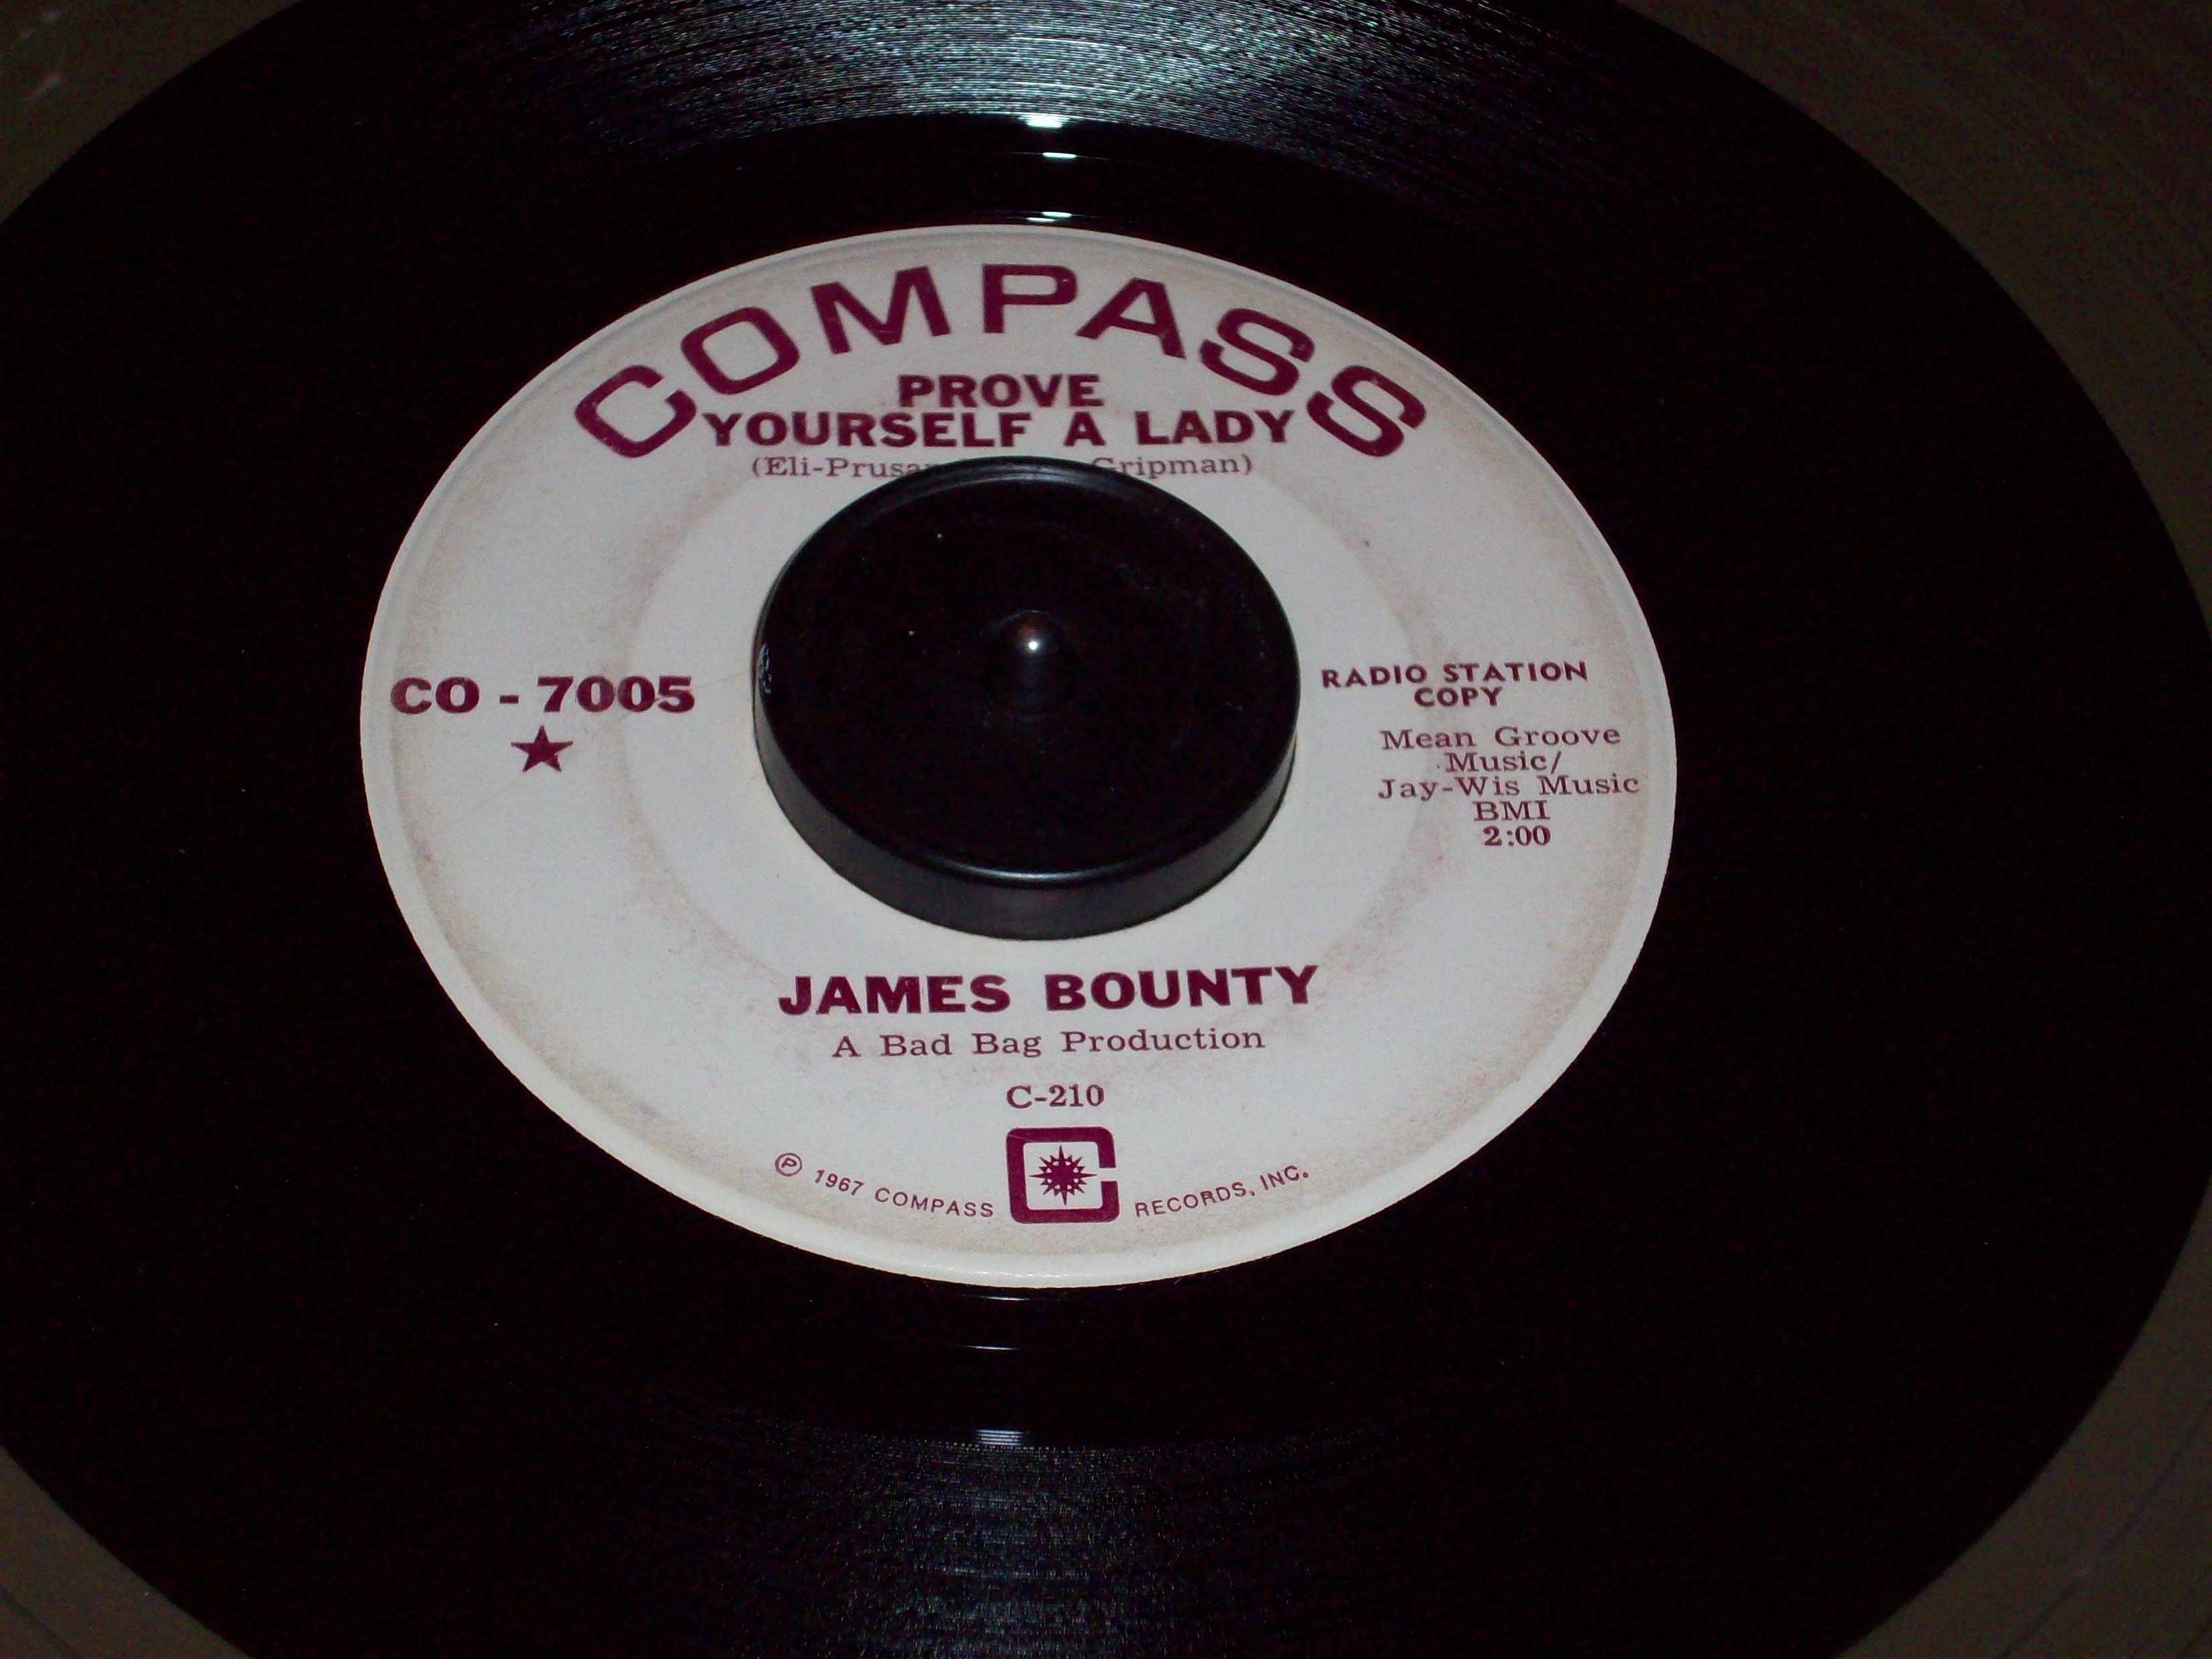 COMPASS
PROVE
YOURSELF A LADY
Gripman)
CO - 7005
RADIO STATION
COPY
Mean Groove
Music/
Jay-Wis Music
BMI
2:00
JAMES BOUNTY
A Bad Bag Production
C-210
℗ 1967 COMPASS RECORDS, INC.